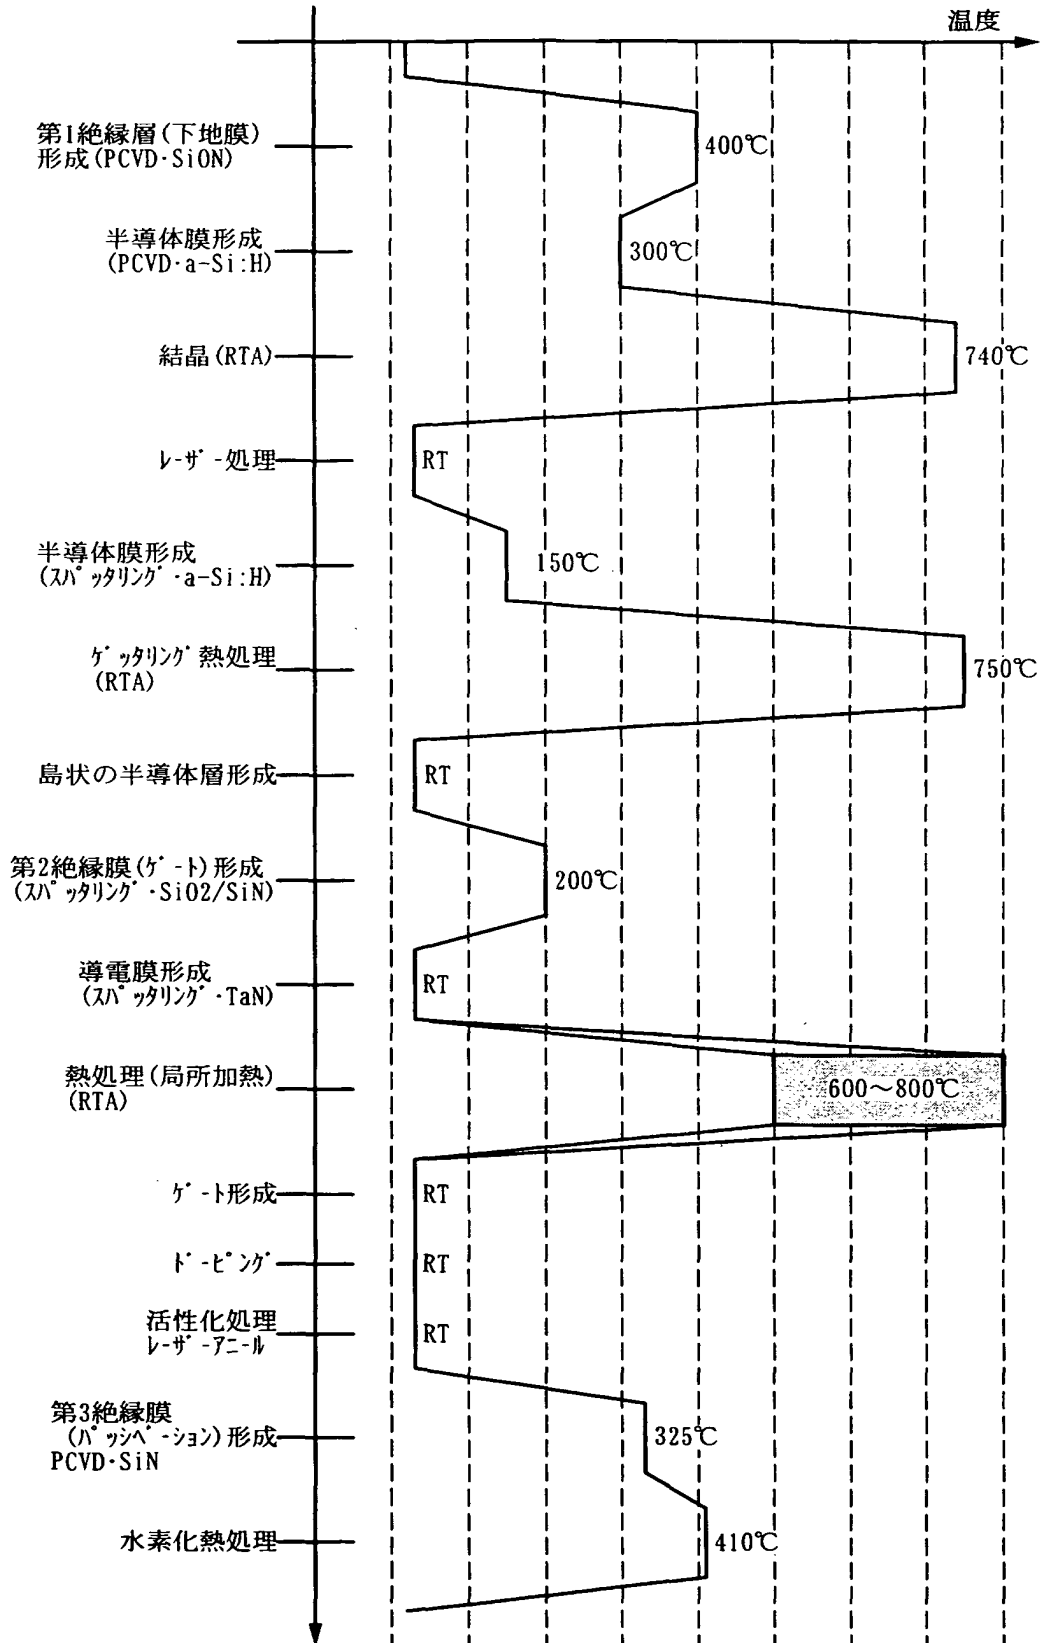 温度
第1絶縁層(下地膜)
形成(PCVD·SiON)
400℃
半導体膜形成
(PCVD·a-Si:H)
300℃
結晶(RTA)
740℃
ﾚｰｻﾞｰ処理
RT
半導体膜形成
(ｽﾊﾟｯﾀﾘﾝｸﾞ·a-Si:H)
150℃
ｹﾞｯﾀﾘﾝｸﾞ熱処理
(RTA)
750℃
島状の半導体層形成
RT
第2絶縁膜(ｹﾞｰﾄ)形成
(ｽﾊﾟｯﾀﾘﾝｸﾞ·SiO2/SiN)
200℃
導電膜形成
(ｽﾊﾟｯﾀﾘﾝｸﾞ·TaN)
RT
熱処理(局所加熱)
(RTA)
600～800℃
ｹﾞｰﾄ形成
RT
ﾄﾞｰﾋﾟﾝｸﾞ
RT
活性化処理
ﾚｰｻﾞｰｱﾆｰﾙ
RT
第3絶縁膜
(ﾊﾟｯｼﾍﾞｰｼｮﾝ)形成
PCVD·SiN
325℃
水素化熱処理
410℃